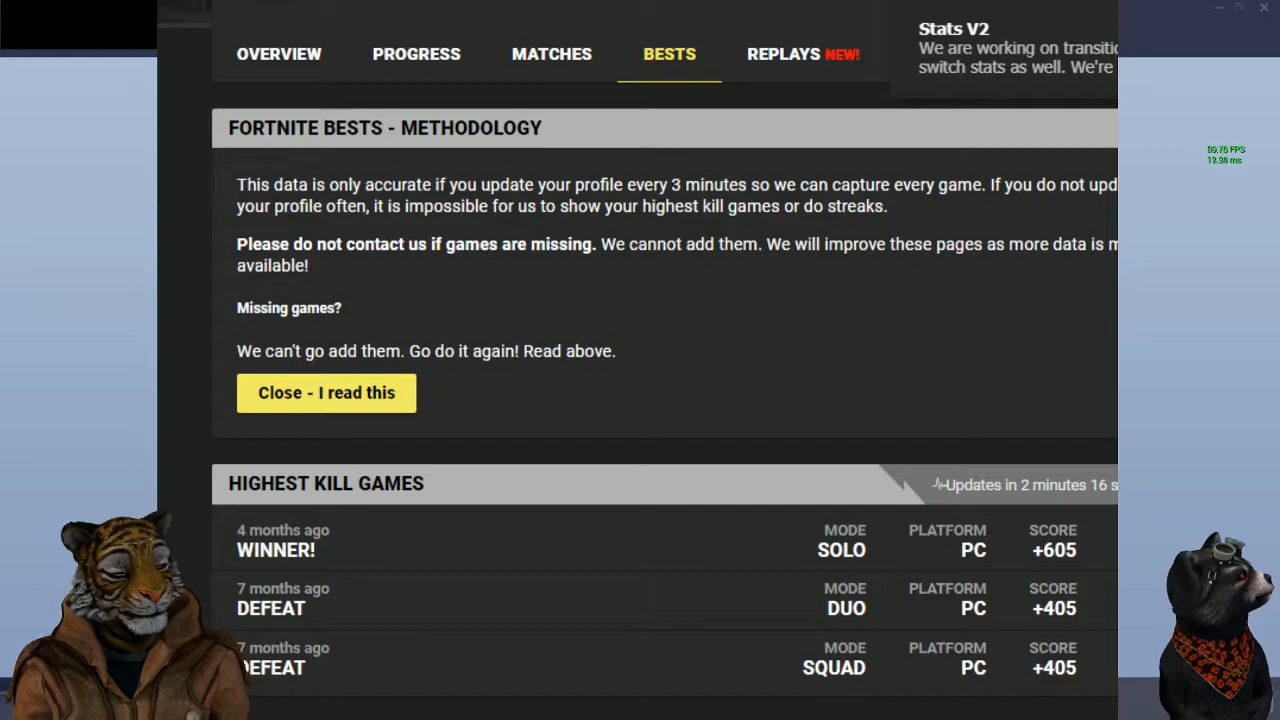 OVERVIEW PROGRESS MATCHES BESTS REPLAYS NEW!
Stats V2
We are working on
switch stats as well. We're
FORTNITE BESTS - METHODOLOGY
This data is only accurate if you update your profile every 3 minutes so we can capture every game. If you do not
your profile often, it is impossible for us to show your highest kill games or do streaks.
Please do not contact us if games are missing. We cannot add them. We will improve these pages as more data is
available!
Missing games?
We can't go add them. Go do it again! Read above.
Close - I read this
HIGHEST KILL GAMES
Updates in 2 minutes 16
4 months ago MODE PLATFORM SCORE
WINNER! SOLO PC +605
7 months ago MODE PLATFORM SCORE
DEFEAT DUO PC +405
7 months ago MODE PLATFORM SCORE
DEFEAT SQUAD PC +405
FPS
ms